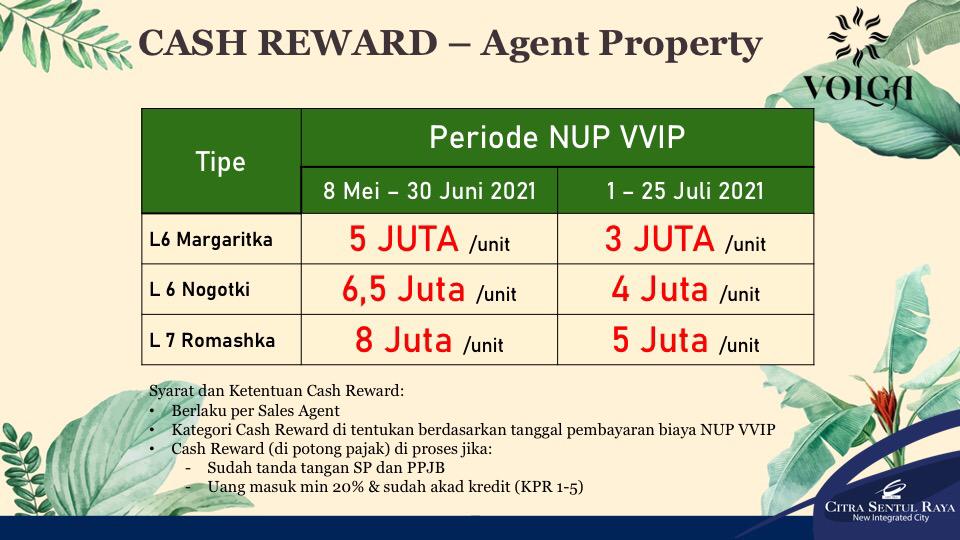 CASH REWARD – Agent Property
VOLGA
Tipe
Periode NUP VVIP
8 Mei – 30 Juni 2021
1 – 25 Juli 2021
L6 Margaritka
5 JUTA /unit
3 JUTA /unit
L 6 Nogotki
6,5 Juta /unit
4 Juta /unit
L 7 Romashka
8 Juta /unit
5 Juta /unit
Syarat dan Ketentuan Cash Reward:
• Berlaku per Sales Agent
• Kategori Cash Reward di tentukan berdasarkan tanggal pembayaran biaya NUP VVIP
• Cash Reward (di potong pajak) di proses jika:
- Sudah tanda tangan SP dan PPJB
- Uang masuk min 20% & sudah akad kredit (KPR 1-5)
CITRA SENTUL RAYA
New Integrated City